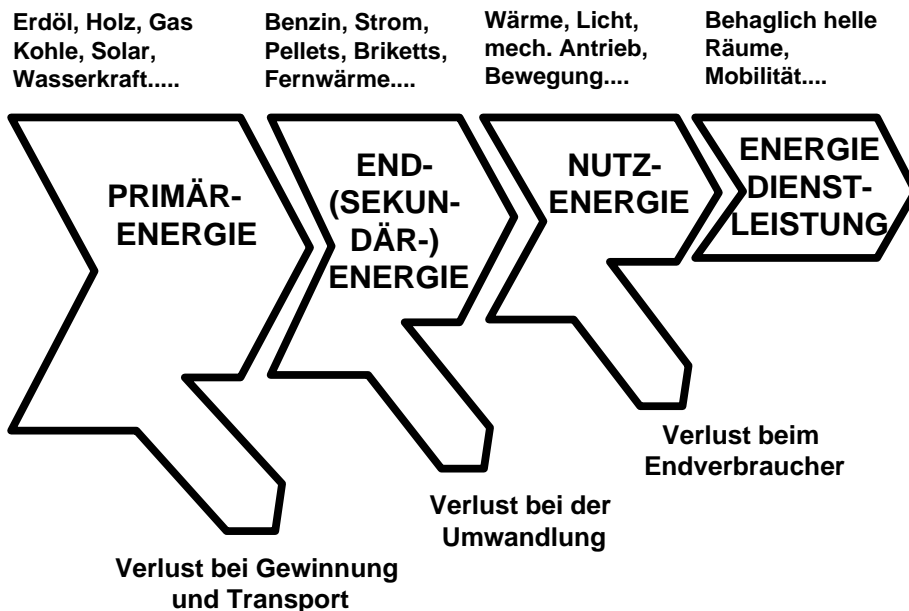 Erdöl, Holz, Gas
Kohle, Solar,
Wasserkraft.....
Benzin, Strom,
Pellets, Briketts,
Fernwärme....
Wärme, Licht,
mech. Antrieb,
Bewegung....
Behaglich helle
Räume,
Mobilität....
PRIMÄR-
ENERGIE
END-
(SEKUN-
DÄR-)
ENERGIE
NUTZ-
ENERGIE
ENERGIE
DIENST-
LEISTUNG
Verlust beim
Endverbraucher
Verlust bei der
Umwandlung
Verlust bei Gewinnung
und Transport